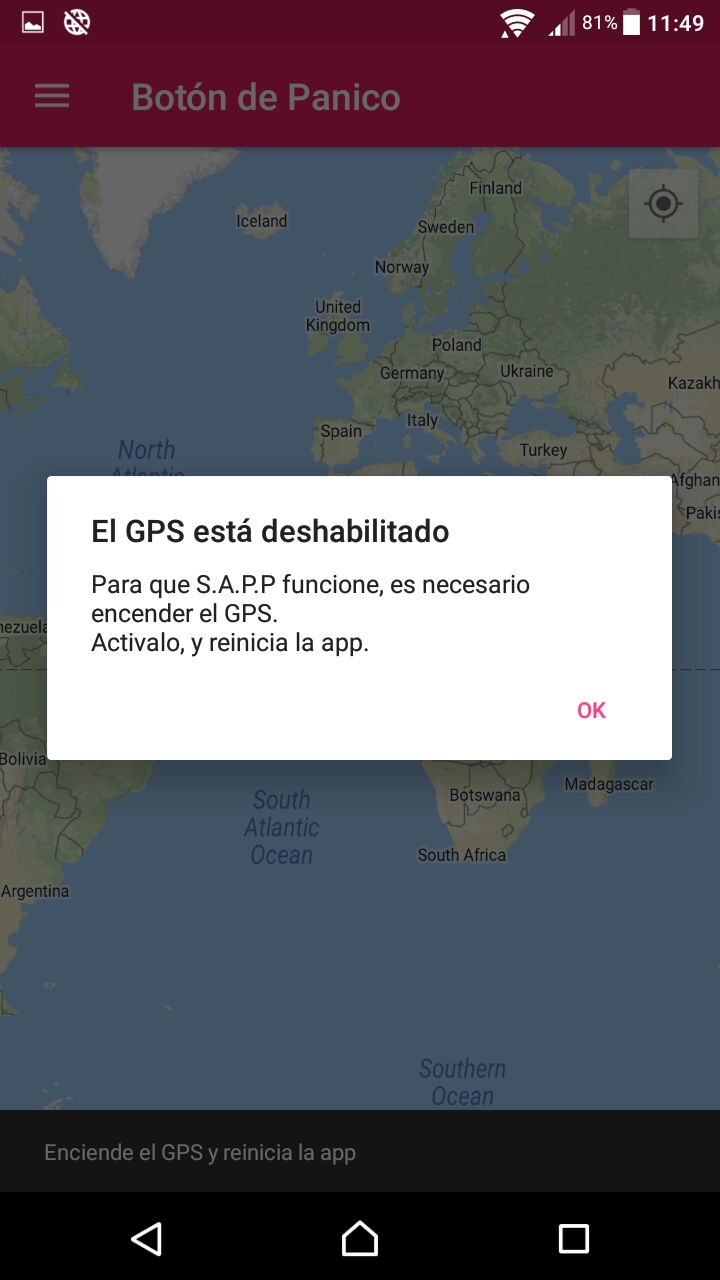 81% 11:49
Botón de Panico
Finland
Iceland
Sweden
Norway
United
Kingdom
Poland
Germany
Ukraine
Kazakh
Italy
Spain
Turkey
North
Atlantic
Afghan
Pakis
El GPS está deshabilitado
Para que S.A.P.P funcione, es necesario
encender el GPS.
Activalo, y reinicia la app.
nezuela
OK
Bolivia
Madagascar
Botswana
South
Atlantic
Ocean
South Africa
Argentina
Southern
Ocean
Enciende el GPS y reinicia la app